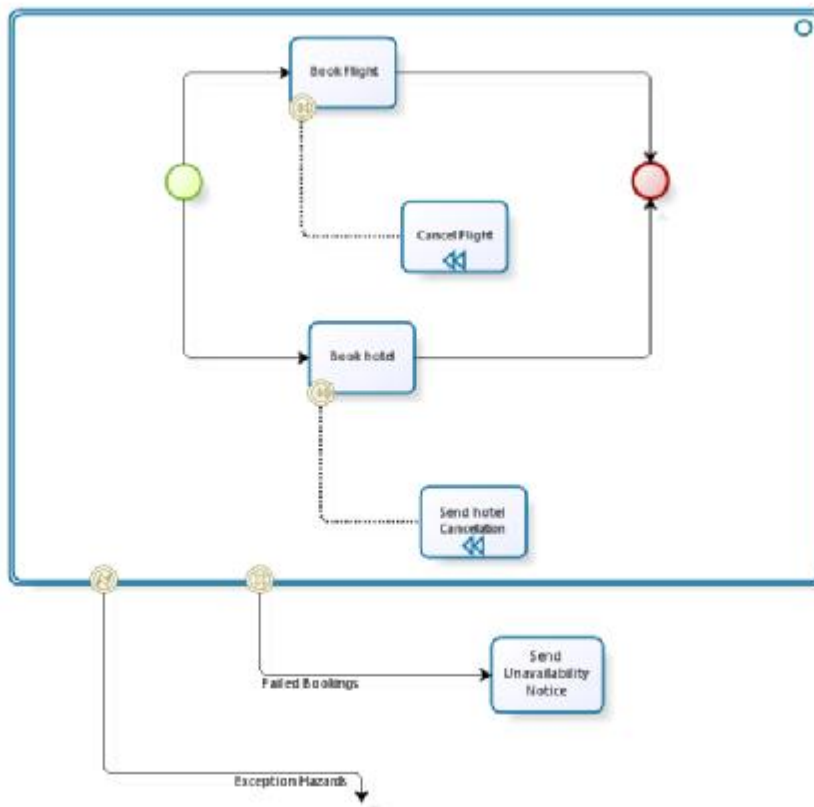 Book Flight
Cancel Flight
Book hotel
Send hotel
Cancelation
Send
Unavailability
Notice
Failed Bookings
Exception Hazards